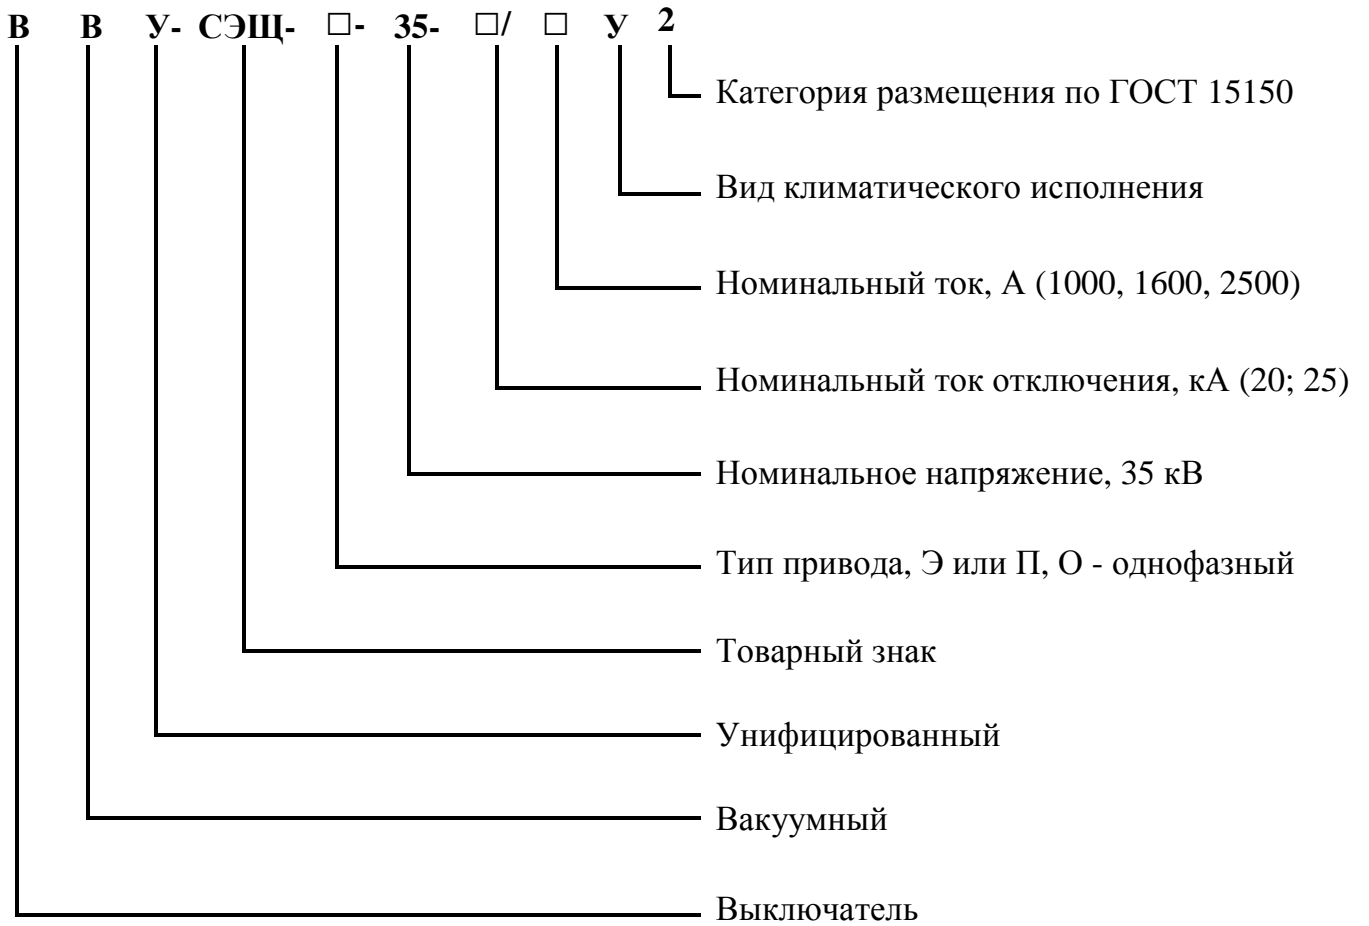 В В У- СЭЩ- □- 35- □/ □ У 2
Категория размещения по ГОСТ 15150
Вид климатического исполнения
Номинальный ток, А (1000, 1600, 2500)
Номинальный ток отключения, кА (20; 25)
Номинальное напряжение, 35 кВ
Тип привода, Э или П, О - однофазный
Товарный знак
Унифицированный
Вакуумный
Выключатель